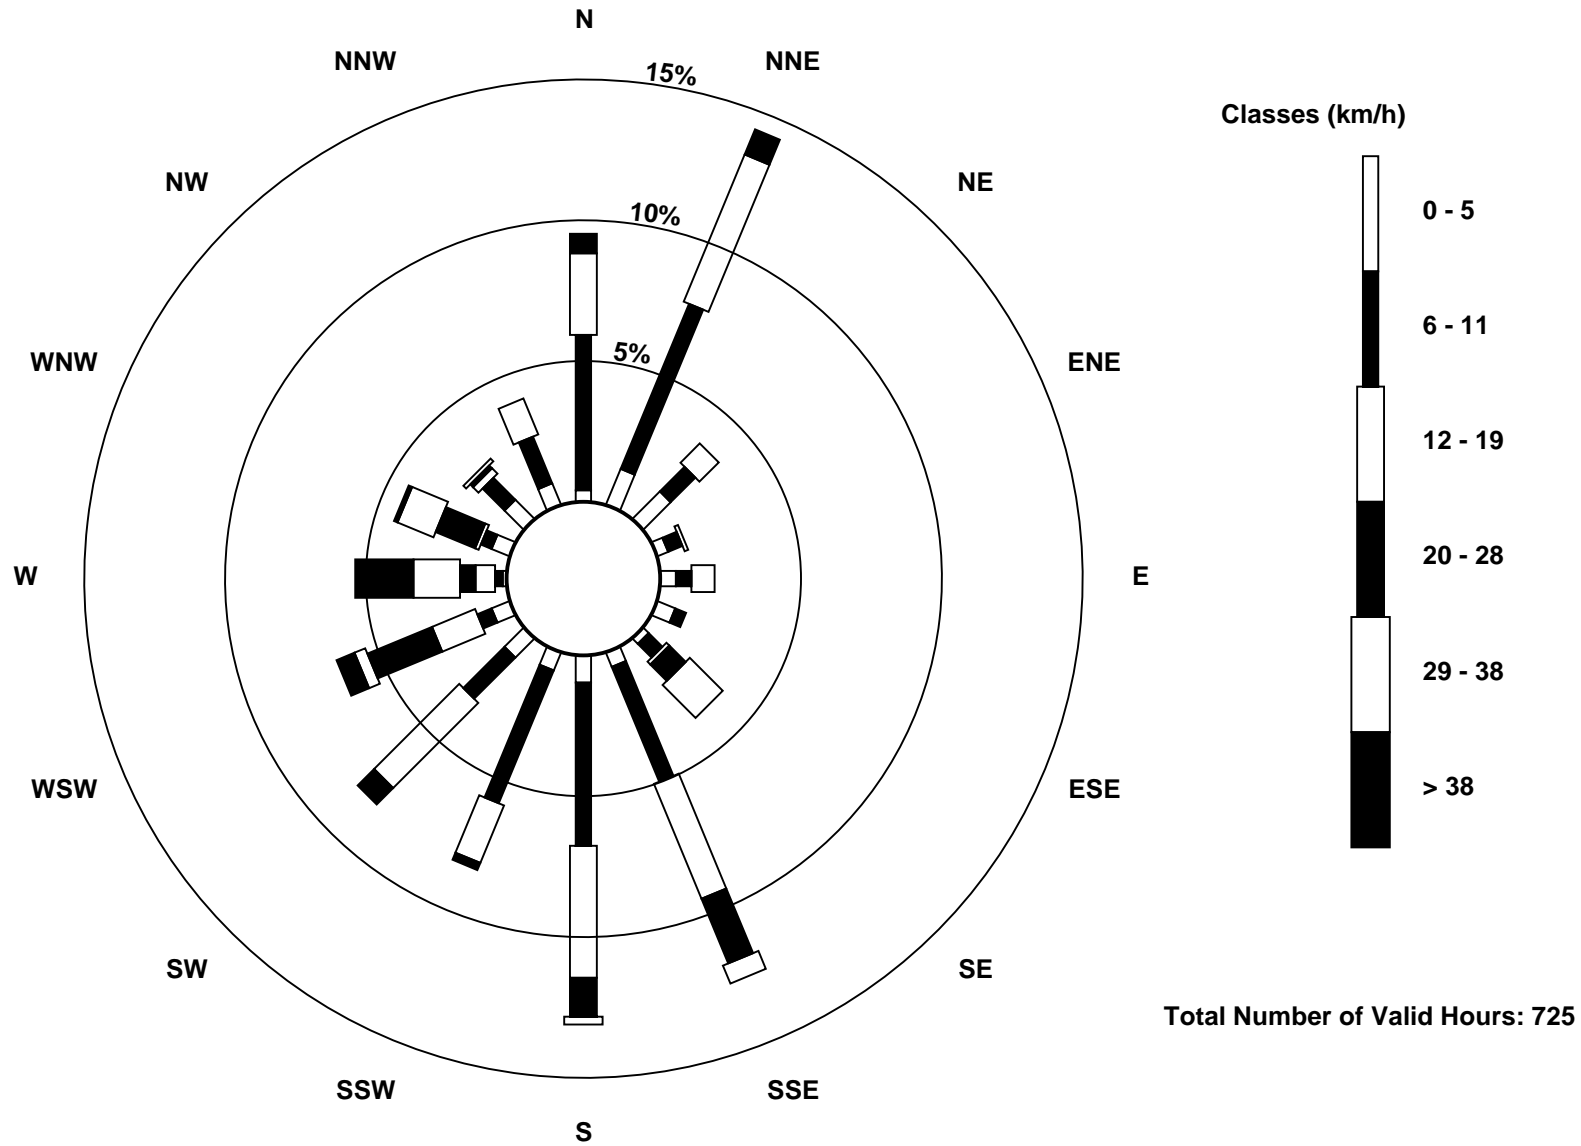 N
NNW
NNE
15%
NW
NE
10%
5%
WNW
ENE
W
E
WSW
ESE
SW
SE
SSW
SSE
S
Classes (km/h)
0 - 5
6 - 11
12 - 19
20 - 28
29 - 38
> 38
Total Number of Valid Hours: 725